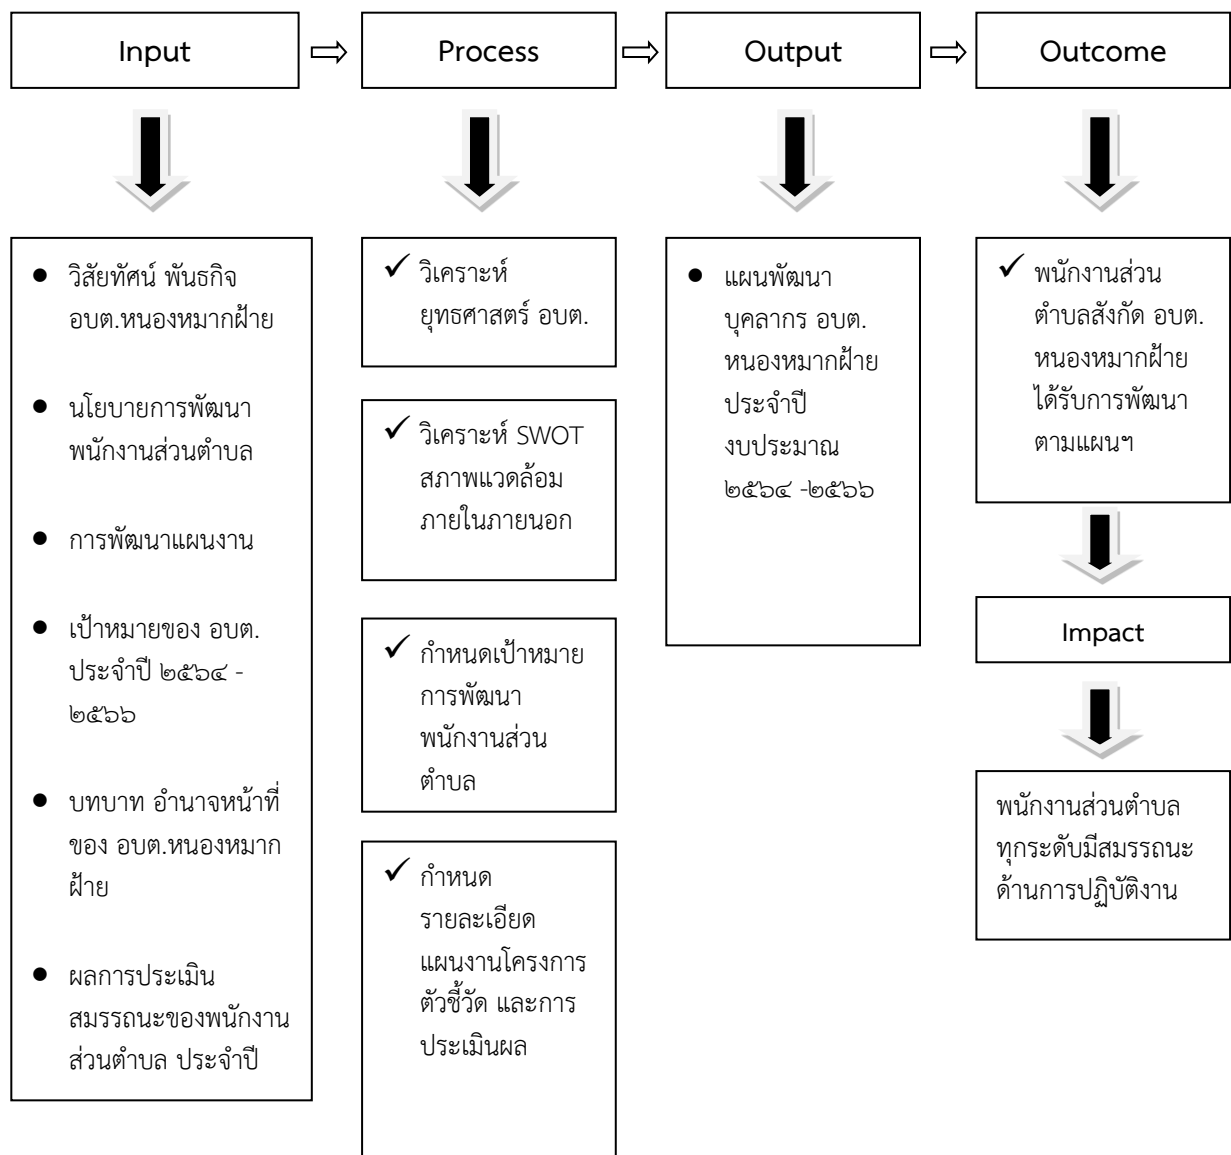 Input
Process
Output
Outcome
วิสัยทัศน์ พันธกิจ
อบต.หนองหมากฝ้าย
นโยบายการพัฒนา
พนักงานส่วนตำบล
การพัฒนาแผนงาน
เป้าหมายของ อบต.
ประจำปี ๒๕๖๔ -
๒๕๖๖
บทบาท อำนาจหน้าที่
ของ อบต.หนองหมาก
ฝ้าย
ผลการประเมิน
สมรรถนะของพนักงาน
ส่วนตำบล ประจำปี
วิเคราะห์
ยุทธศาสตร์ อบต.
วิเคราะห์ SWOT
สภาพแวดล้อม
ภายในภายนอก
กำหนดเป้าหมาย
การพัฒนา
พนักงานส่วน
ตำบล
กำหนด
รายละเอียด
แผนงานโครงการ
ตัวชี้วัด และการ
ประเมินผล
แผนพัฒนา
บุคลากร อบต.
หนองหมากฝ้าย
ประจำปี
งบประมาณ
๒๕๖๔ -๒๕๖๖
พนักงานส่วน
ตำบลสังกัด อบต.
หนองหมากฝ้าย
ได้รับการพัฒนา
ตามแผนฯ
Impact
พนักงานส่วนตำบล
ทุกระดับมีสมรรถนะ
ด้านการปฏิบัติงาน